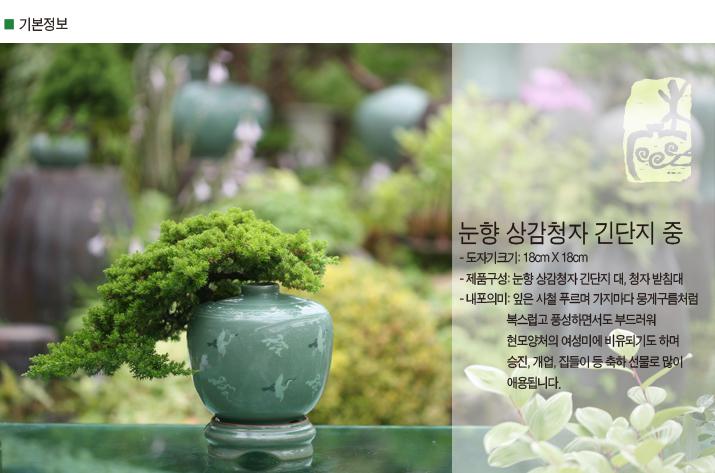 기본정보
눈향 상감청자 긴단지 중
- 도자기크기: 18cm X 18cm
- 제품구성: 눈향 상감청자 긴단지 대, 청자 받침대
- 내포의미: 잎은 사철 푸르며 가지마다 뭉게구름처럼
복스럽고 풍성하면서도 부드러워
현모양처의 여성미에 비유되기도 하며
승진, 개업, 집들이 등 축하 선물로 많이
애용됩니다.